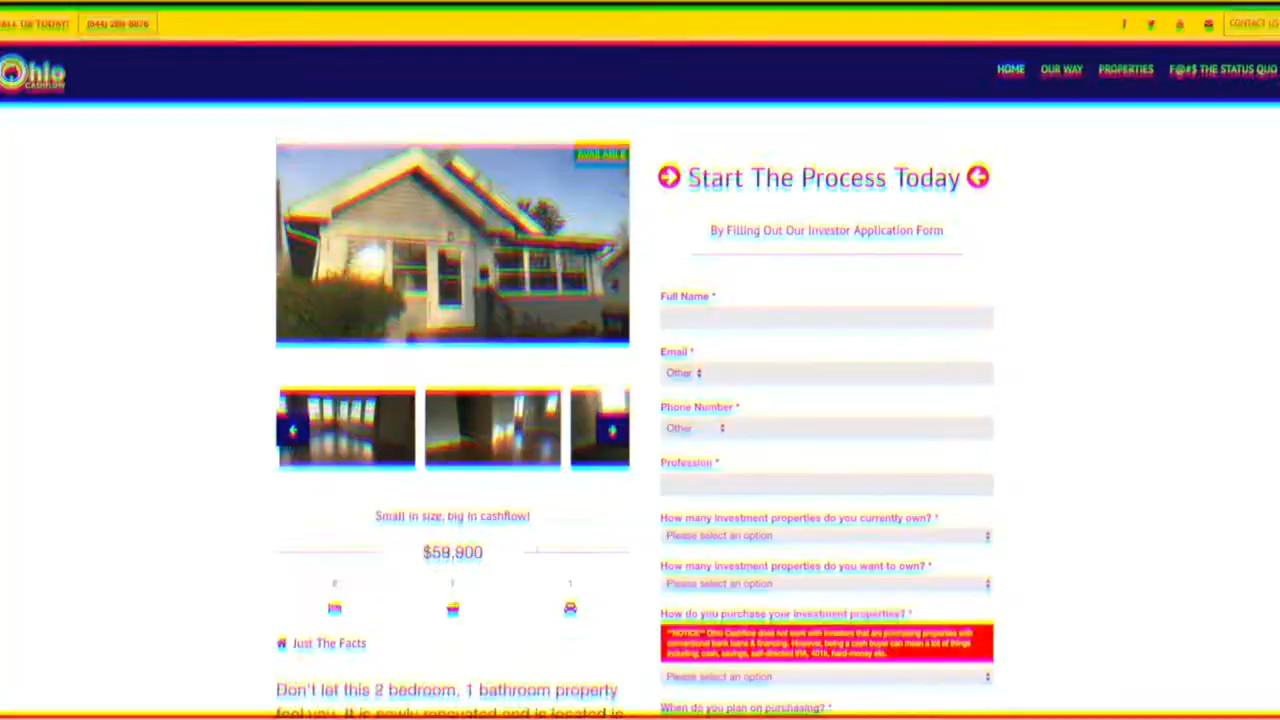 CALL US TODAY! (844) 289-8876
CONTACT US
Ohio
CASHFLOW
HOME OUR WAY PROPERTIES F@#$ THE STATUS QUO
AVAILABLE
Start The Process Today
By Filling Out Our Investor Application Form
Full Name *
Email *
Other
Phone Number *
Other
Profession *
How many investment properties do you currently own? *
Please select an option
How many investment properties do you want to own? *
Please select an option
How do you purchase your investment properties? *
**NOTICE** Ohio Cashflow does not work with investors that are purchasing properties with
conventional bank loans & financing. However, being a cash buyer can mean a lot of things
including: cash, savings, self-directed IRA, 401k, hard-money etc.
Please select an option
When do you plan on purchasing? *
Small in size, big in cashflow!
$59,900
1
Just The Facts
Don't let this 2 bedroom, 1 bathroom property
fool you. It is newly renovated and is located in